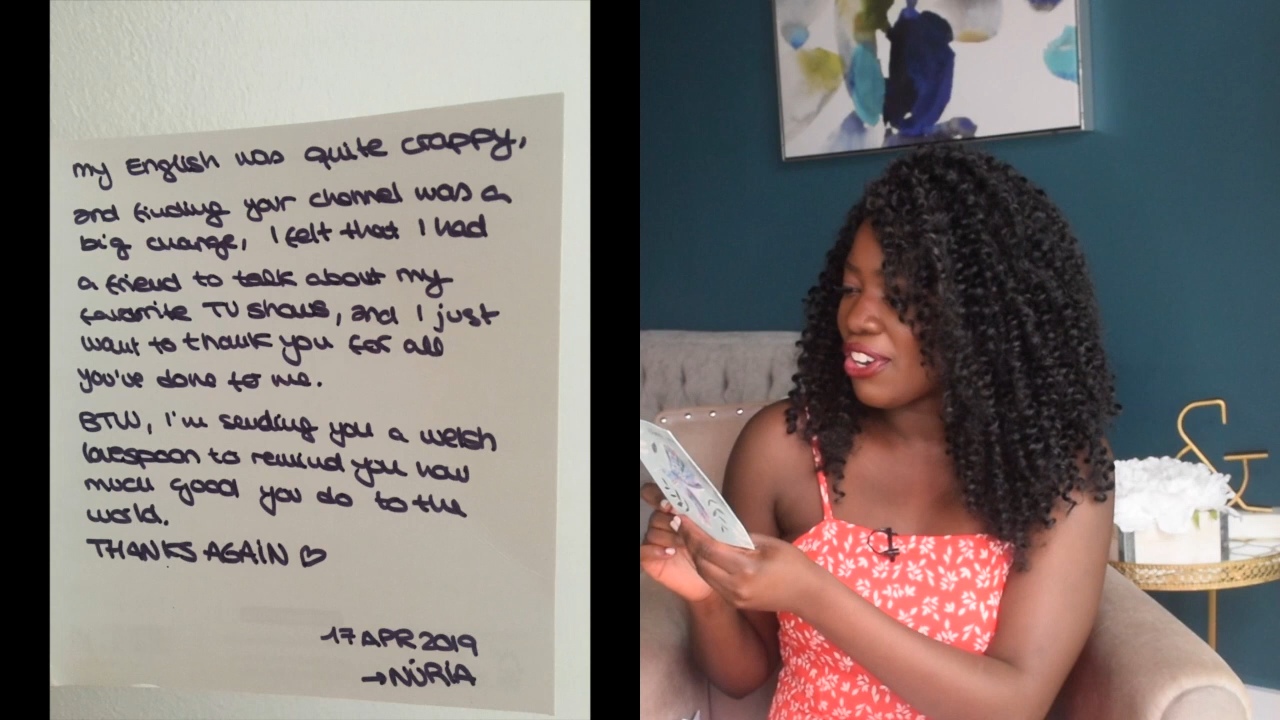 my English was quite crappy,
and finding your channel was a
big change, I felt that I had
a friend to talk about my
favorite TV shows, and I just
want to thank you for all
you've done to me.
BTW, I'm sending you a welsh
lovespoon to remind you how
much good you do to the
world.
THANKS AGAIN ♡
17 APR 2019
→NÚRIA